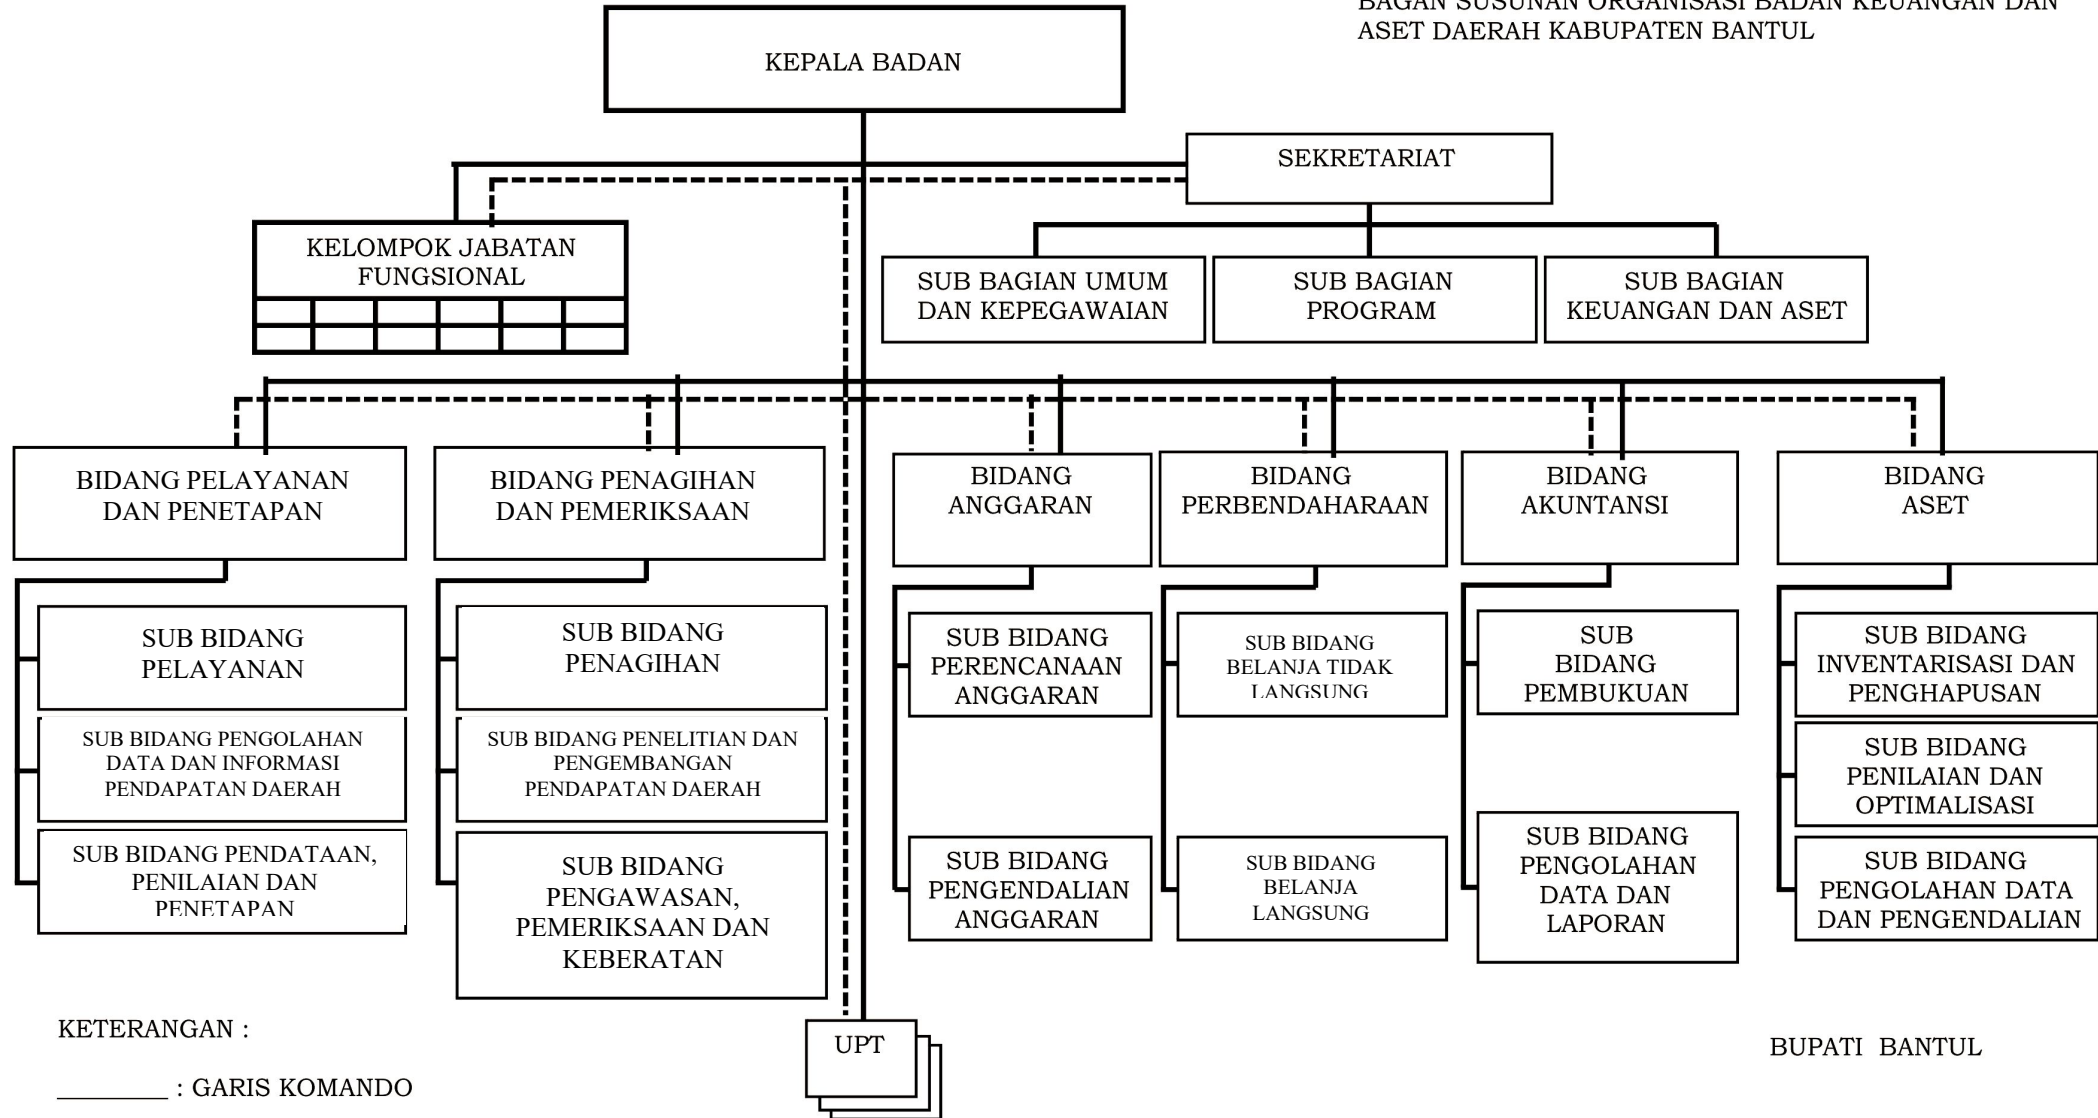 BAGAN SUSUNAN ORGANISASI BADAN KEUANGAN DAN
ASET DAERAH KABUPATEN BANTUL
KEPALA BADAN
SEKRETARIAT
KELOMPOK JABATAN
FUNGSIONAL
SUB BAGIAN UMUM
DAN KEPEGAWAIAN
SUB BAGIAN
PROGRAM
SUB BAGIAN
KEUANGAN DAN ASET
BIDANG PELAYANAN
DAN PENETAPAN
BIDANG PENAGIHAN
DAN PEMERIKSAAN
BIDANG
ANGGARAN
BIDANG
PERBENDAHARAAN
BIDANG
AKUNTANSI
BIDANG
ASET
SUB BIDANG
PELAYANAN
SUB BIDANG
PENAGIHAN
SUB BIDANG
PERENCANAAN
ANGGARAN
SUB BIDANG
BELANJA TIDAK
LANGSUNG
SUB
BIDANG
PEMBUKUAN
SUB BIDANG
INVENTARISASI DAN
PENGHAPUSAN
SUB BIDANG PENGOLAHAN
DATA DAN INFORMASI
PENDAPATAN DAERAH
SUB BIDANG PENELITIAN DAN
PENGEMBANGAN
PENDAPATAN DAERAH
SUB BIDANG
PENILAIAN DAN
OPTIMALISASI
SUB BIDANG PENDATAAN,
PENILAIAN DAN
PENETAPAN
SUB BIDANG
PENGAWASAN,
PEMERIKSAAN DAN
KEBERATAN
SUB BIDANG
PENGENDALIAN
ANGGARAN
SUB BIDANG
BELANJA
LANGSUNG
SUB BIDANG
PENGOLAHAN
DATA DAN
LAPORAN
SUB BIDANG
PENGOLAHAN DATA
DAN PENGENDALIAN
KETERANGAN :
UPT
BUPATI BANTUL
________ : GARIS KOMANDO